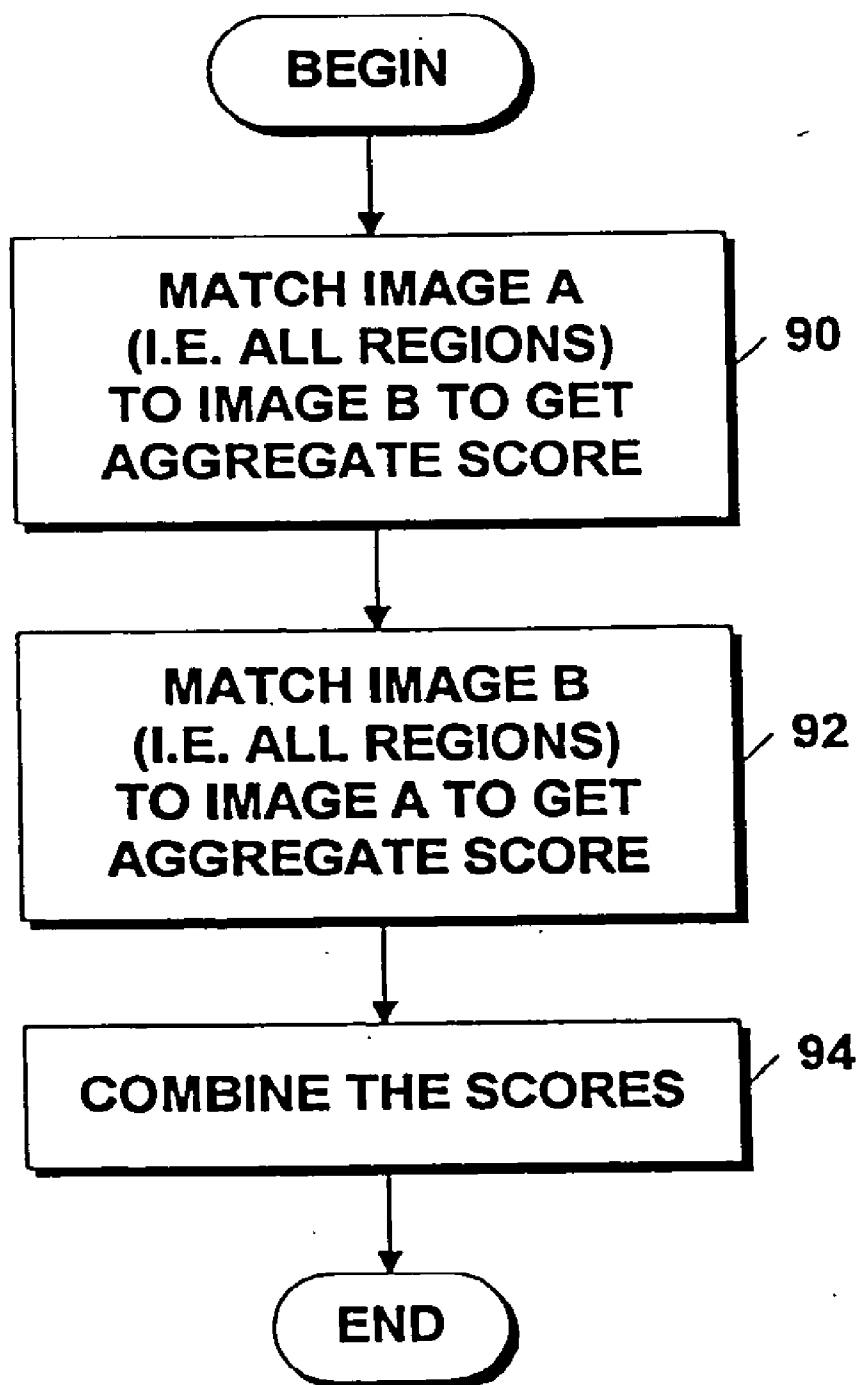 BEGIN
MATCH IMAGE A
(I.E. ALL REGIONS)
TO IMAGE B TO GET
AGGREGATE SCORE
90
MATCH IMAGE B
(I.E. ALL REGIONS)
TO IMAGE A TO GET
AGGREGATE SCORE
92
COMBINE THE SCORES
94
END